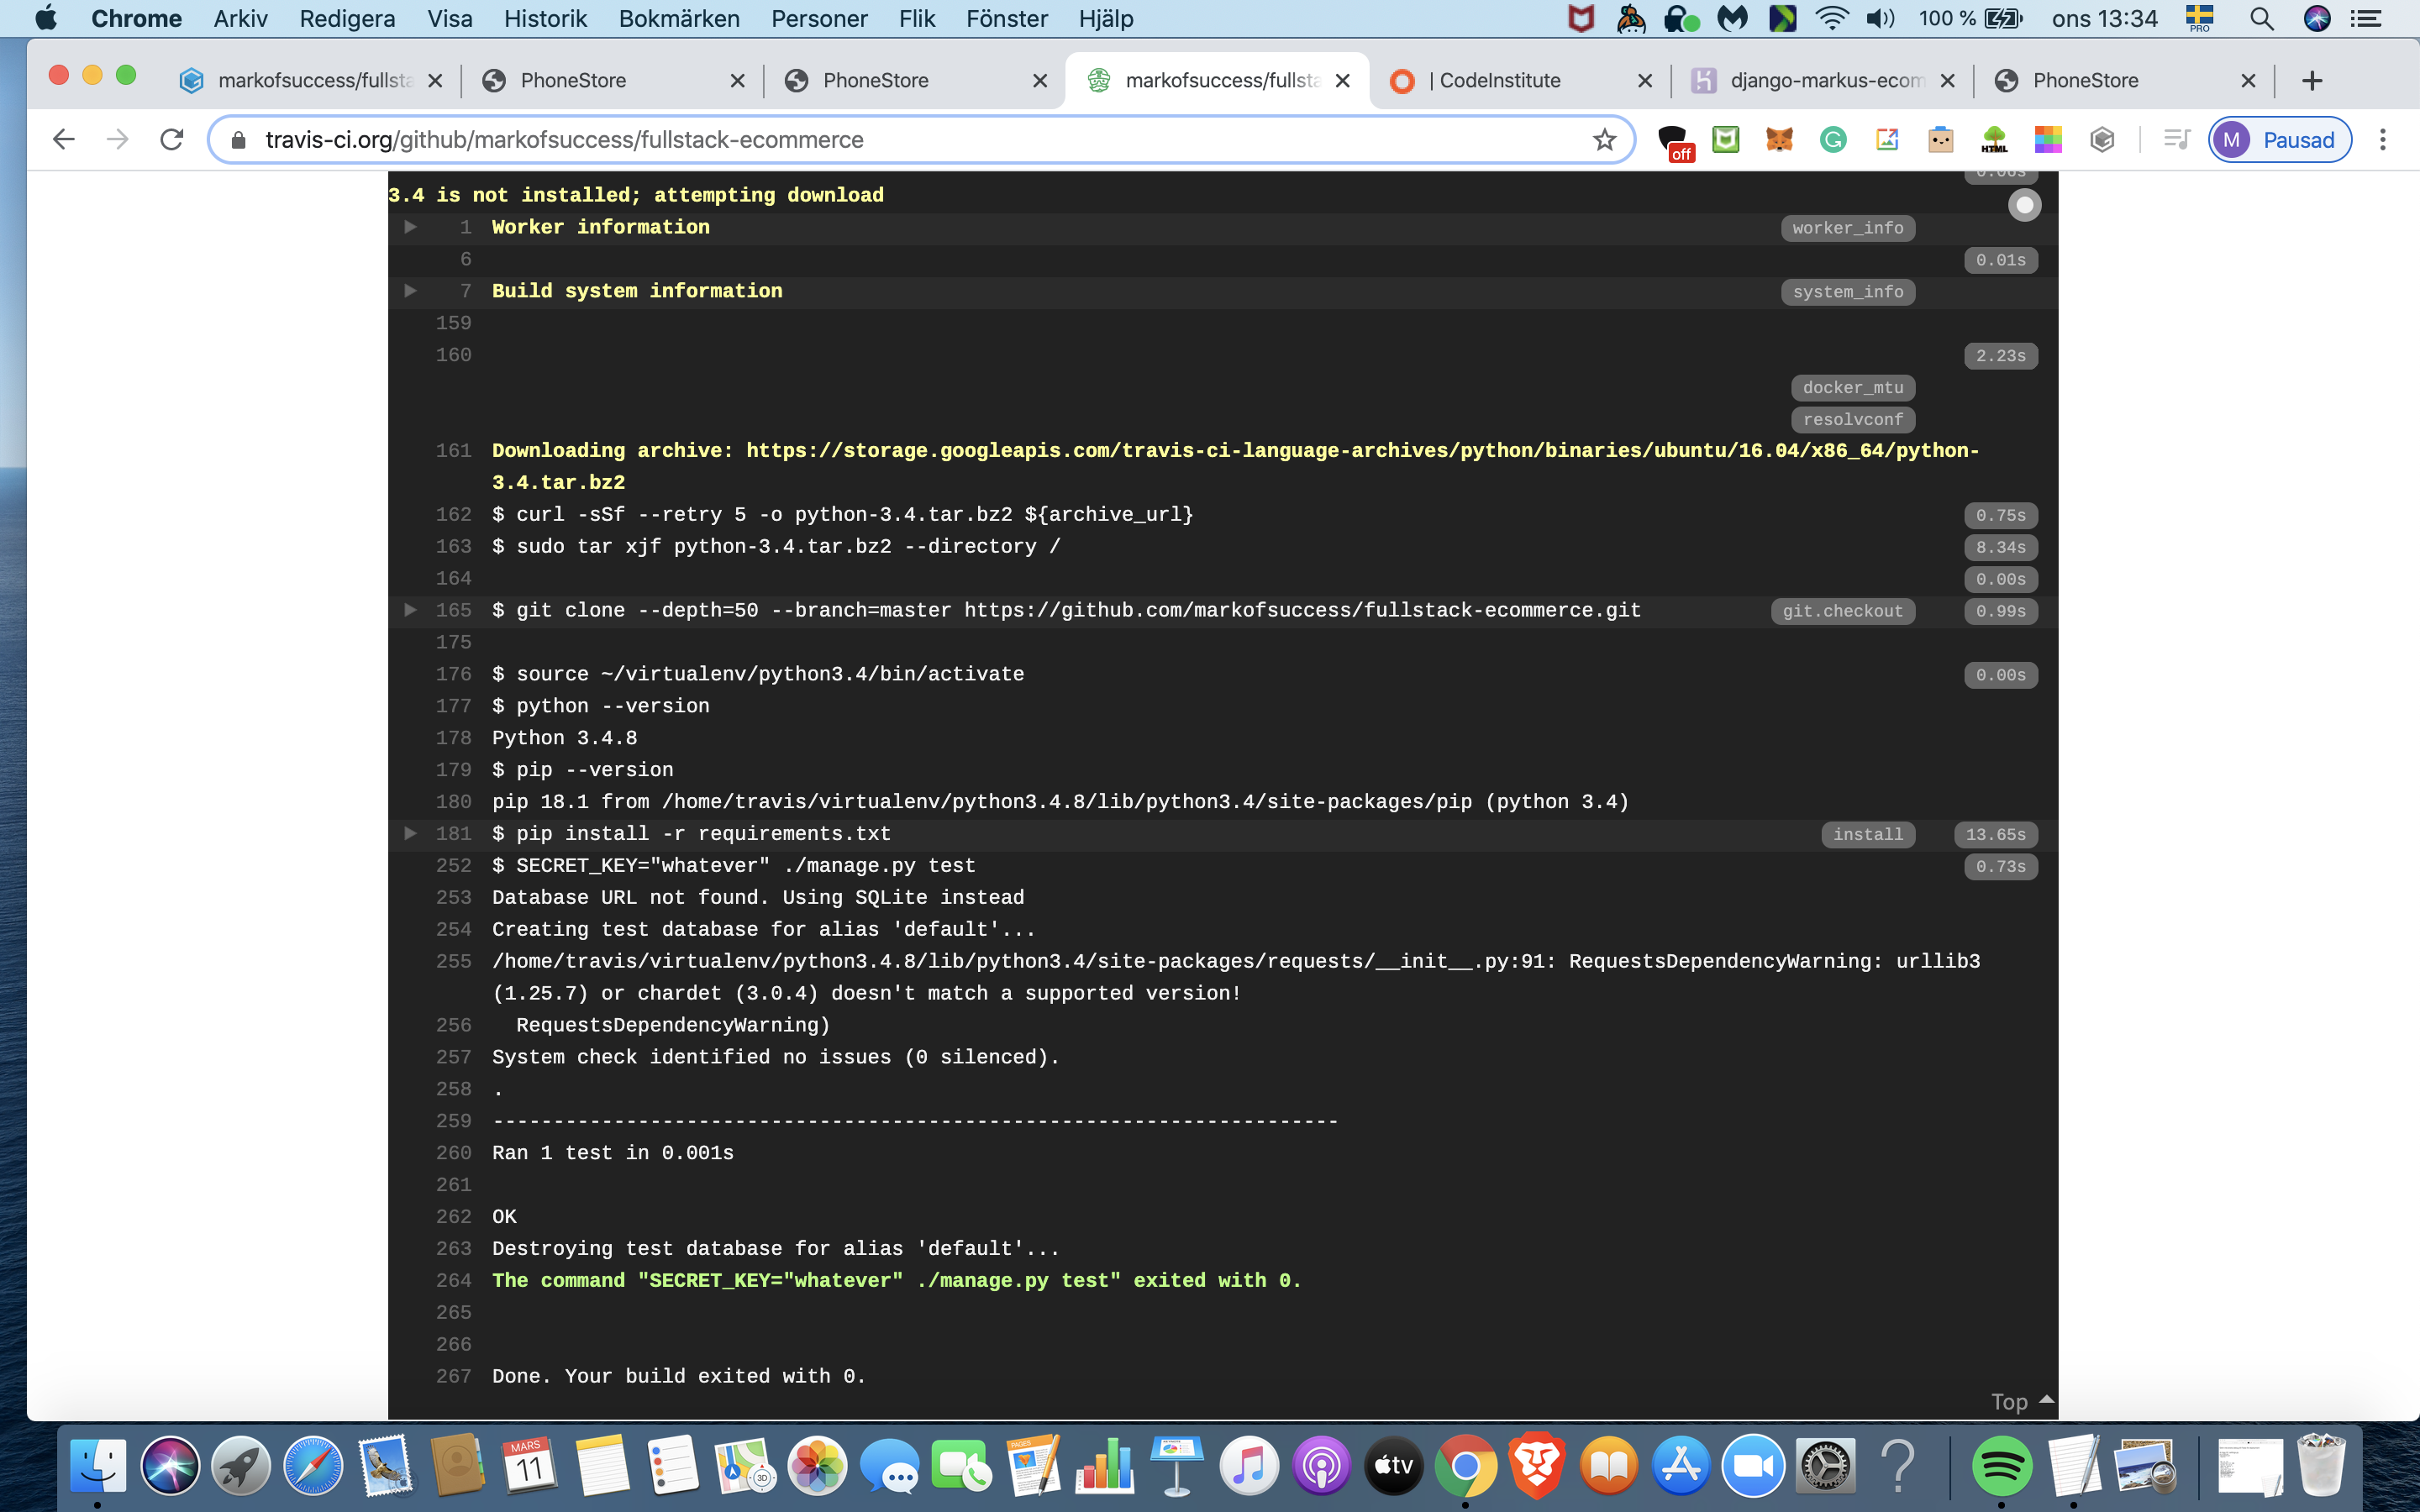 Chrome Arkiv Redigera Visa Historik Bokmärken Personer Flik Fönster Hjälp 100 % ons 13:34 PRO
markofsuccess/fullsta PhoneStore PhoneStore markofsuccess/fullsta | CodeInstitute django-markus-ecom PhoneStore
travis-ci.org/github/markofsuccess/fullstack-ecommerce off HTML M Pausad
3.4 is not installed; attempting download
1 Worker information worker_info
6 0.01s
7 Build system information system_info
159
160 2.23s
docker_mtu
resolvconf
161 Downloading archive: https://storage.googleapis.com/travis-ci-language-archives/python/binaries/ubuntu/16.04/x86_64/python-
3.4.tar.bz2
162 $ curl -sSf --retry 5 -o python-3.4.tar.bz2 ${archive_url} 0.75s
163 $ sudo tar xjf python-3.4.tar.bz2 --directory / 8.34s
164 0.00s
165 $ git clone --depth=50 --branch=master https://github.com/markofsuccess/fullstack-ecommerce.git git.checkout 0.99s
175
176 $ source ~/virtualenv/python3.4/bin/activate 0.00s
177 $ python --version
178 Python 3.4.8
179 $ pip --version
180 pip 18.1 from /home/travis/virtualenv/python3.4.8/lib/python3.4/site-packages/pip (python 3.4)
181 $ pip install -r requirements.txt install 13.65s
252 $ SECRET_KEY="whatever" ./manage.py test 0.73s
253 Database URL not found. Using SQLite instead
254 Creating test database for alias 'default'...
255 /home/travis/virtualenv/python3.4.8/lib/python3.4/site-packages/requests/__init__.py:91: RequestsDependencyWarning: urllib3
(1.25.7) or chardet (3.0.4) doesn't match a supported version!
256 RequestsDependencyWarning)
257 System check identified no issues (0 silenced).
258 .
259 ----------------------------------------------------------------------
260 Ran 1 test in 0.001s
261
262 OK
263 Destroying test database for alias 'default'...
264 The command "SECRET_KEY="whatever" ./manage.py test" exited with 0.
265
266
267 Done. Your build exited with 0.
Top
MARS
11
PAGES
3D
tv